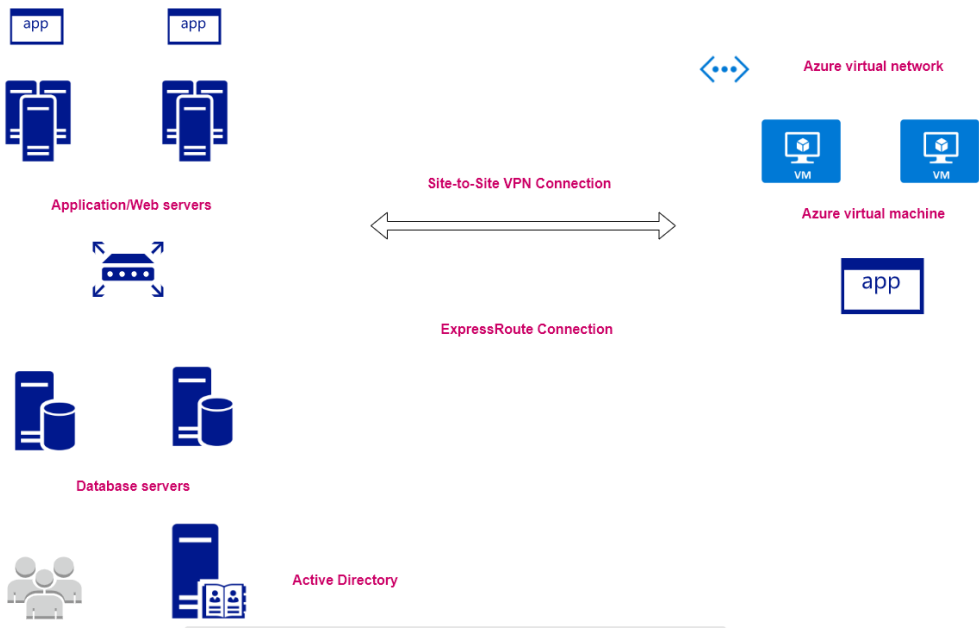 app
app
Azure virtual network
VM
VM
Site-to-Site VPN Connection
Application/Web servers
Azure virtual machine
app
ExpressRoute Connection
Database servers
Active Directory